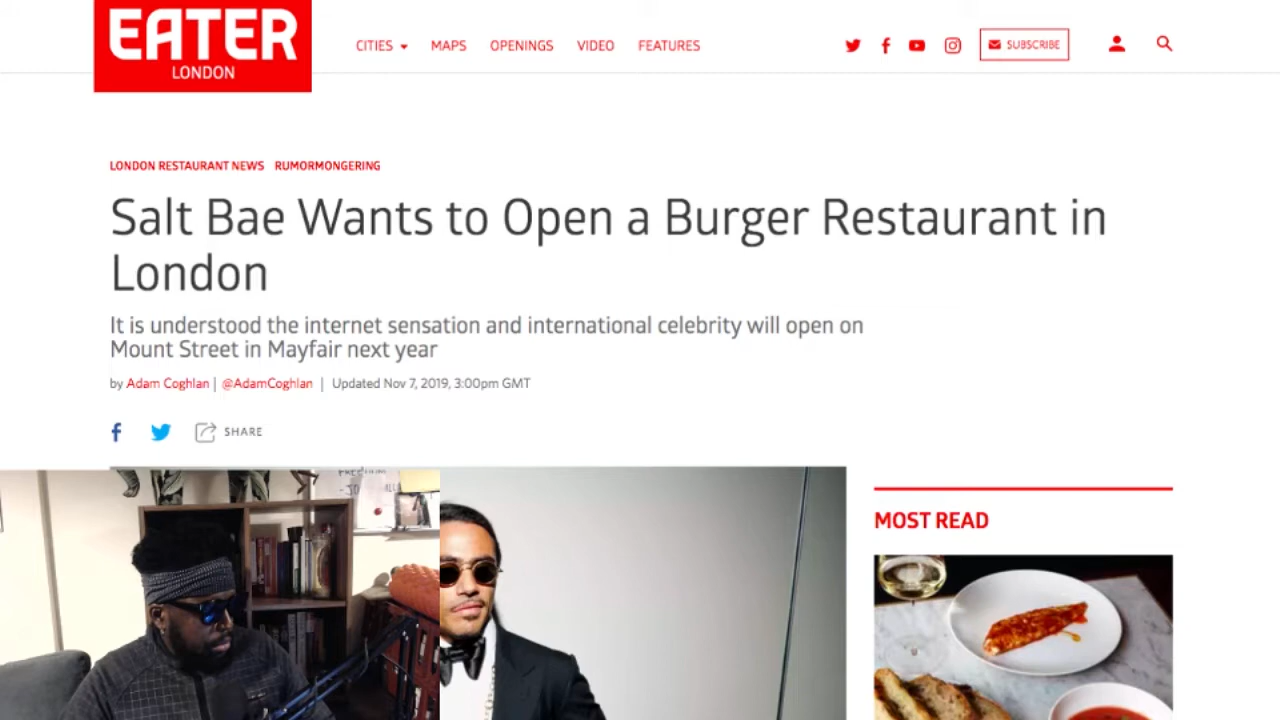 EATER
LONDON
CITIES MAPS OPENINGS VIDEO FEATURES
SUBSCRIBE
LONDON RESTAURANT NEWS RUMORMONGERING
Salt Bae Wants to Open a Burger Restaurant in
London
It is understood the internet sensation and international celebrity will open on
Mount Street in Mayfair next year
by Adam Coghlan | @AdamCoghlan | Updated Nov 7, 2019, 3:00pm GMT
SHARE
MOST READ